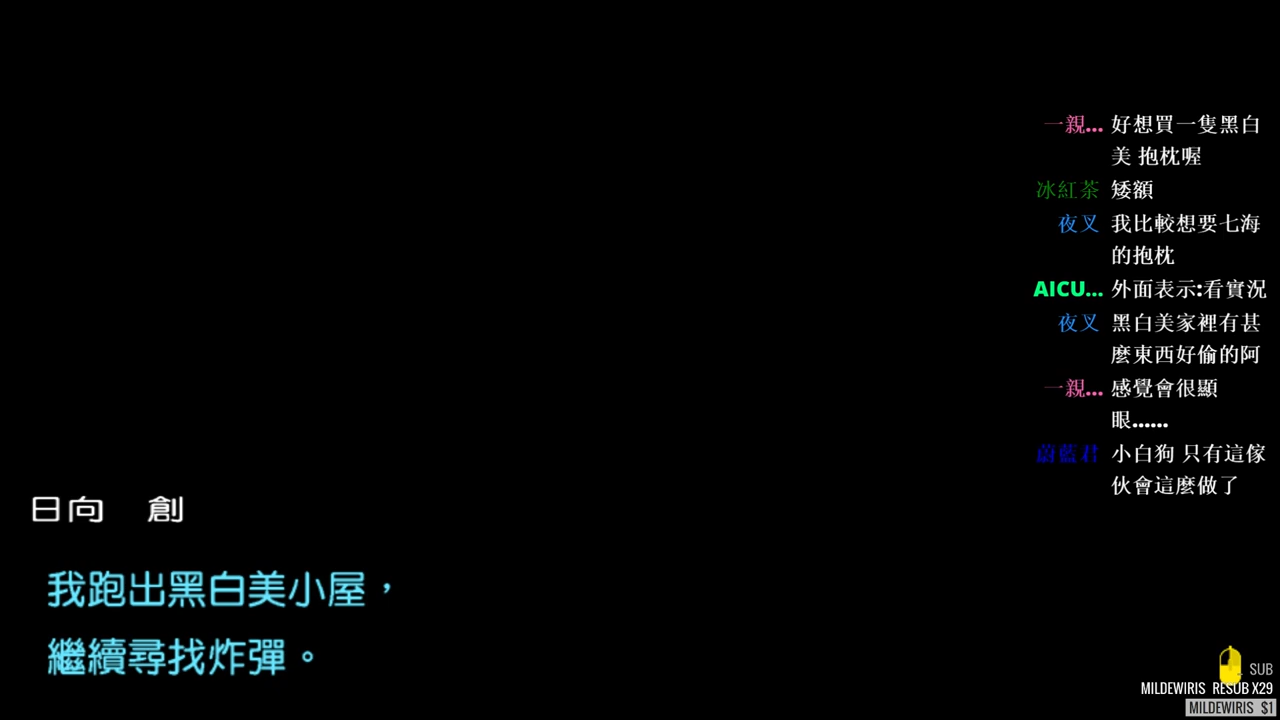 一親... 好想買一隻黑白
美 抱枕喔
冰紅茶 矮額
夜叉 我比較想要七海
的抱枕
AICU... 外面表示:看實況
夜叉 黑白美家裡有甚
麼東西好偷的阿
一親... 感覺會很顯
眼......
蔚藍君 小白狗 只有這傢
伙會這麼做了
日向 創
我跑出黑白美小屋，
繼續尋找炸彈。
SUB
MILDEWIRIS RESUB X29
MILDEWIRIS $1